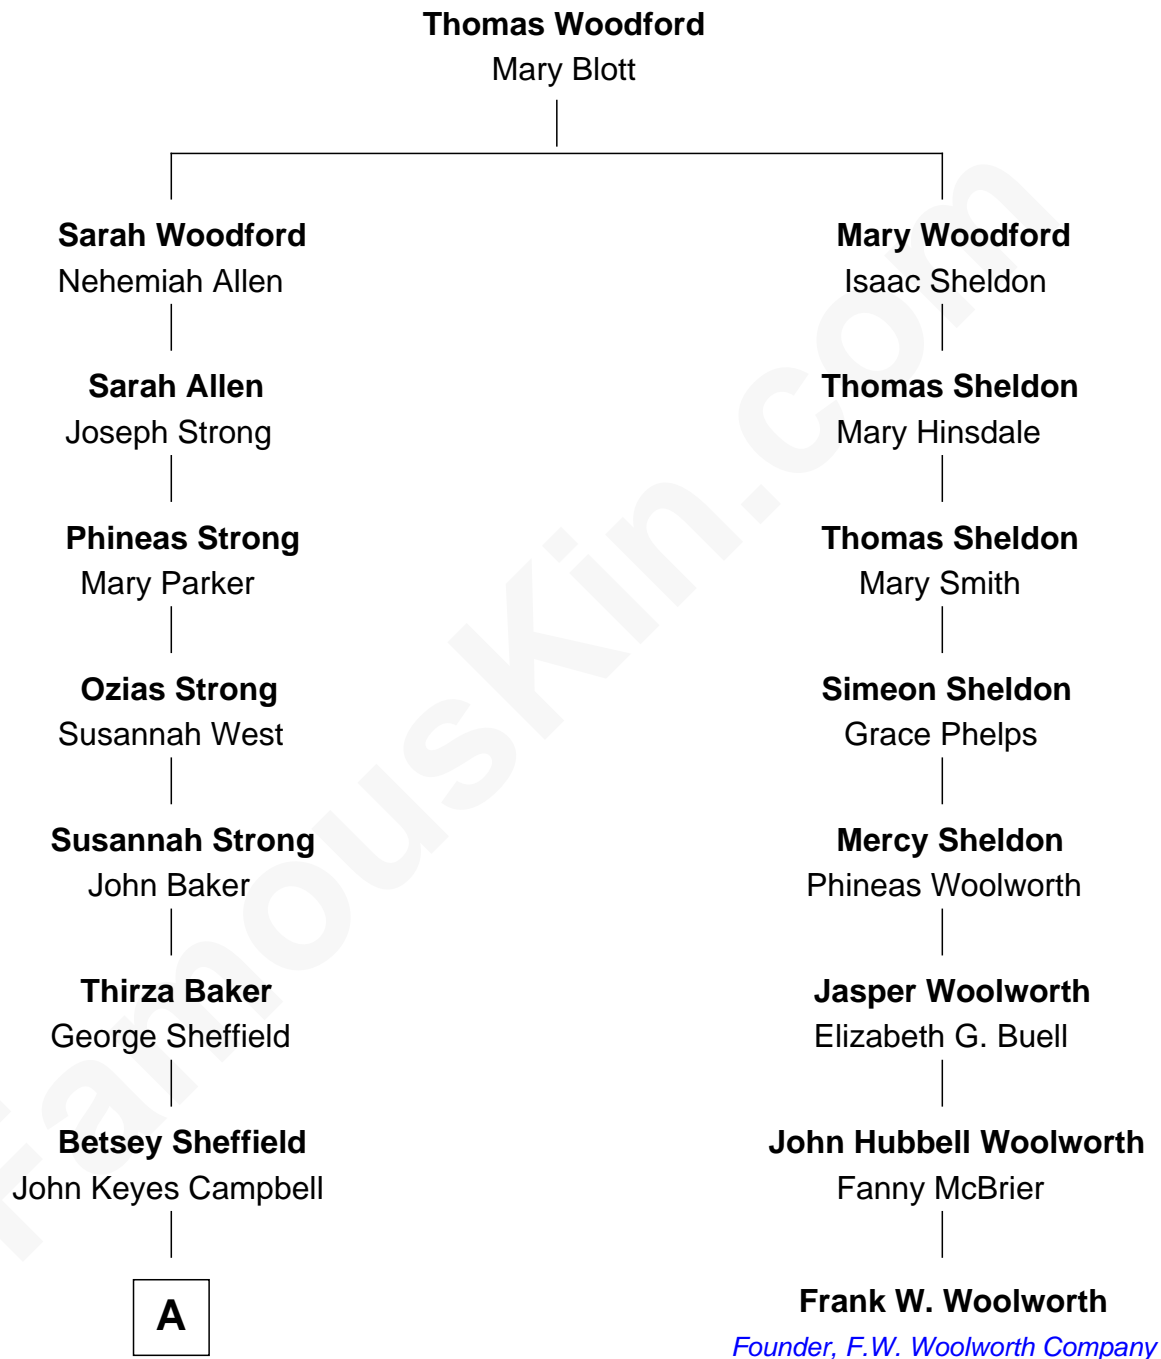 Thomas Woodford
Mary Blott
Sarah Woodford
Nehemiah Allen
Mary Woodford
Isaac Sheldon
Sarah Allen
Joseph Strong
Thomas Sheldon
Mary Hinsdale
Phineas Strong
Mary Parker
Thomas Sheldon
Mary Smith
Ozias Strong
Susannah West
Simeon Sheldon
Grace Phelps
Susannah Strong
John Baker
Mercy Sheldon
Phineas Woolworth
Thirza Baker
George Sheffield
Jasper Woolworth
Elizabeth G. Buell
Betsey Sheffield
John Keyes Campbell
John Hubbell Woolworth
Fanny McBrier
A
Frank W. Woolworth
Founder, F.W. Woolworth Company
FamousKin.com